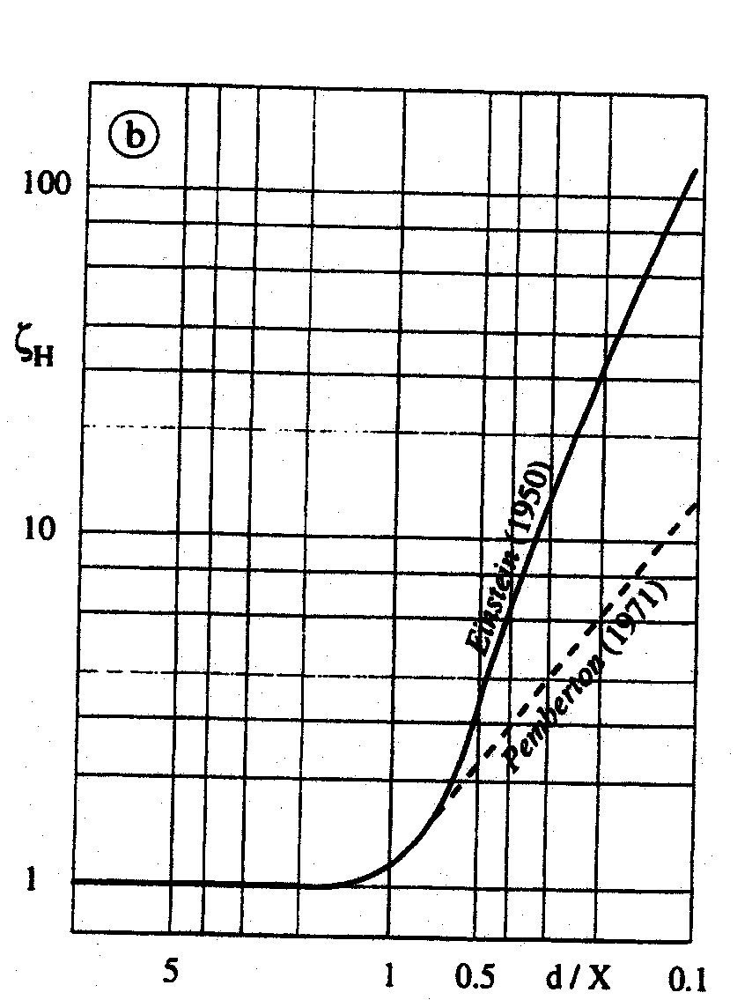 b
100
ζH
10
1
Einstein (1950)
Pemberton (1971)
5 1 0.5 d / X 0.1